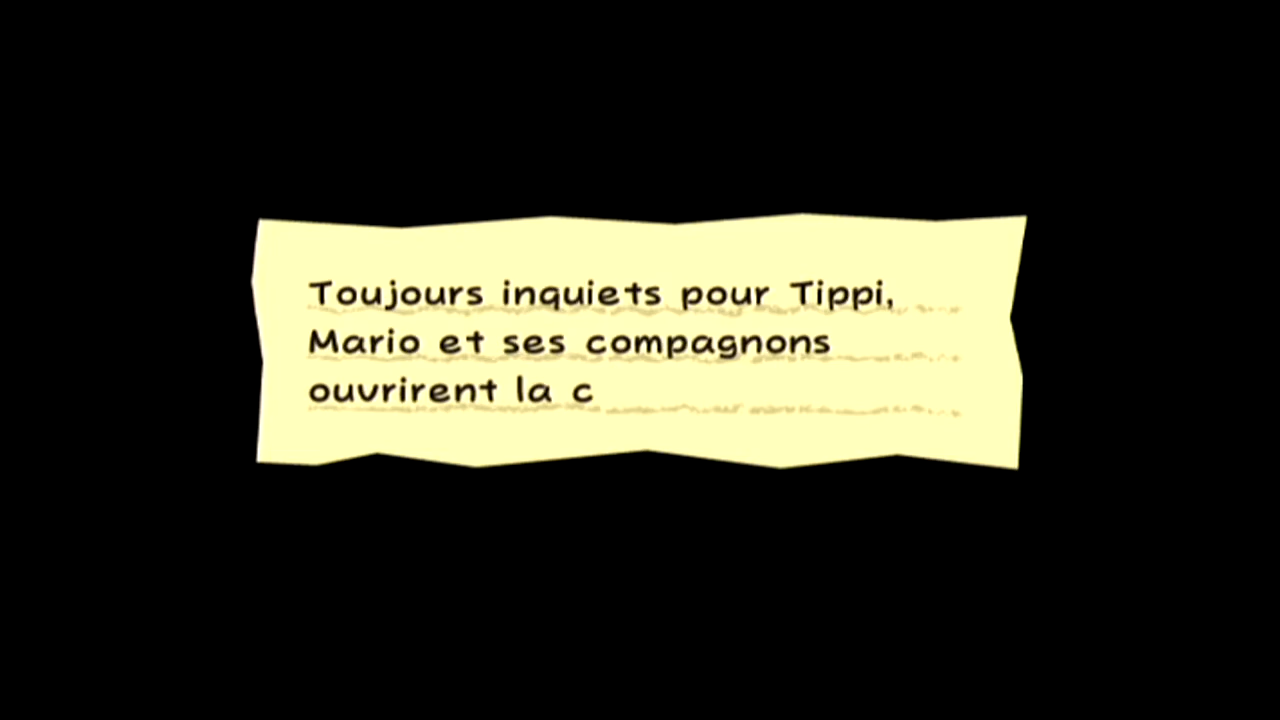 Toujours inquiets pour Tippi,
Mario et ses compagnons
ouvrirent la c